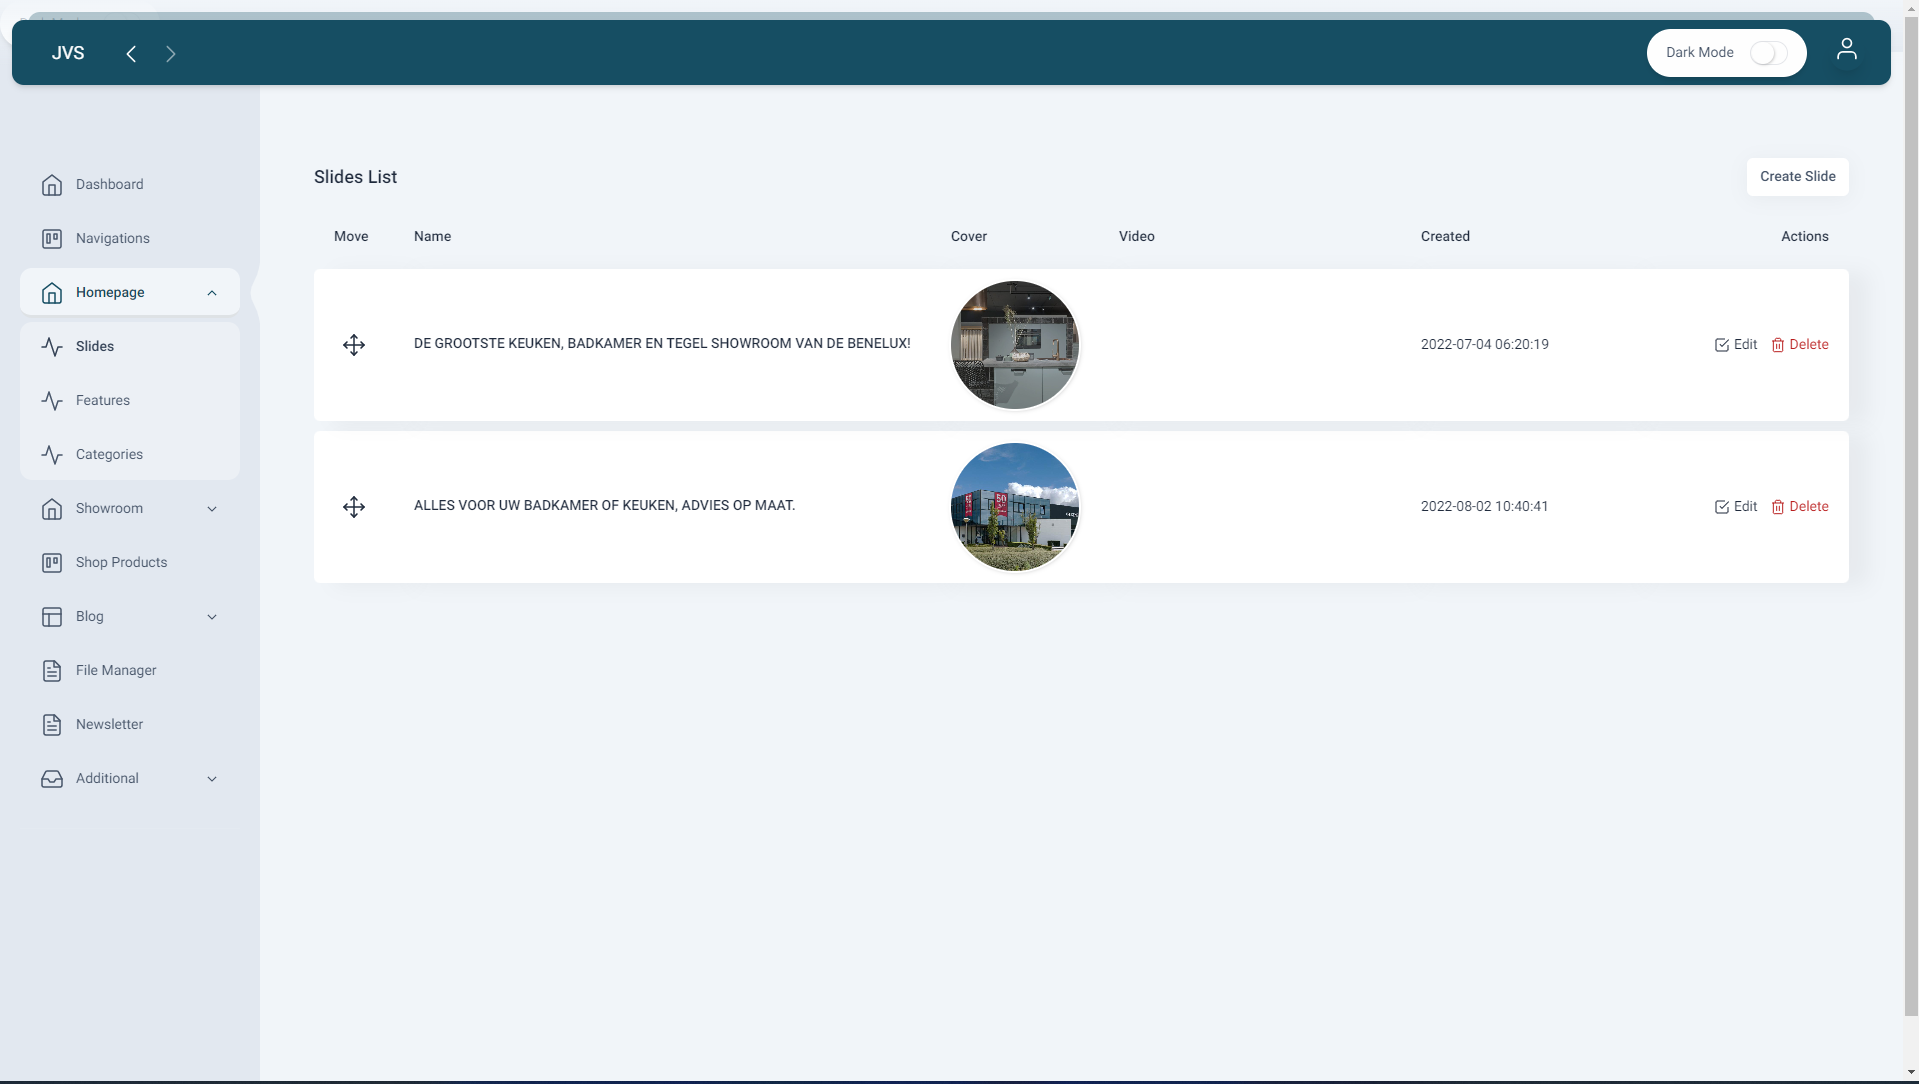 JVS
Dark Mode
Dashboard
Navigations
Homepage
Slides
Features
Categories
Showroom
Shop Products
Blog
File Manager
Newsletter
Additional
Slides List
Create Slide
Move Name Cover Video Created Actions
DE GROOTSTE KEUKEN, BADKAMER EN TEGEL SHOWROOM VAN DE BENELUX! 2022-07-04 06:20:19 Edit Delete
ALLES VOOR UW BADKAMER OF KEUKEN, ADVIES OP MAAT. 2022-08-02 10:40:41 Edit Delete